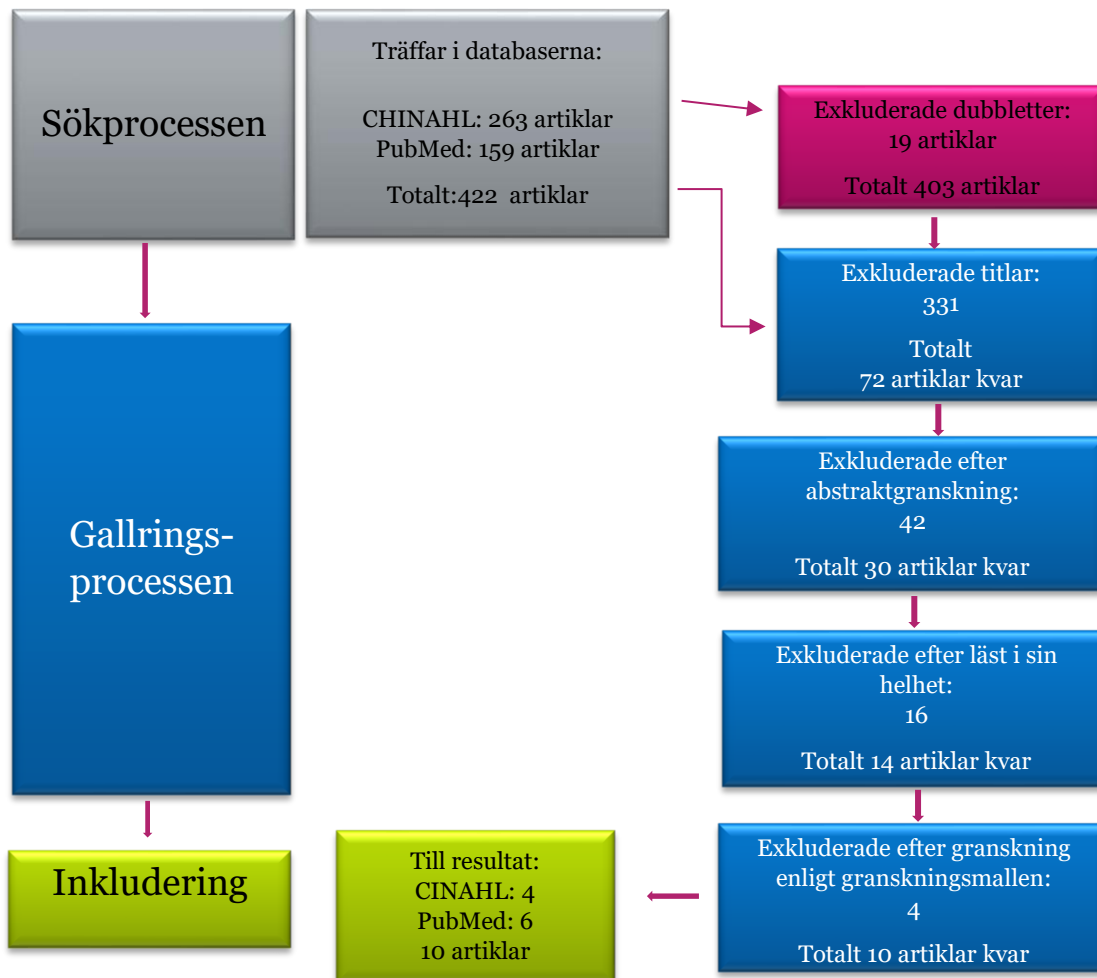 Sökprocessen
Träffar i databaserna:
CHINAHL: 263 artiklar
PubMed: 159 artiklar
Totalt:422  artiklar
Exkluderade dubbletter:
19 artiklar
Totalt 403 artiklar
Exkluderade titlar:
331
Totalt
72 artiklar kvar
Gallrings-
processen
Exkluderade efter
abstraktgranskning:
42
Totalt 30 artiklar kvar
Exkluderade efter läst i sin
helhet:
16
Totalt 14 artiklar kvar
Exkluderade efter granskning
enligt granskningsmallen:
4
Totalt 10 artiklar kvar
Inkludering
Till resultat:
CINAHL: 4
PubMed: 6
10 artiklar